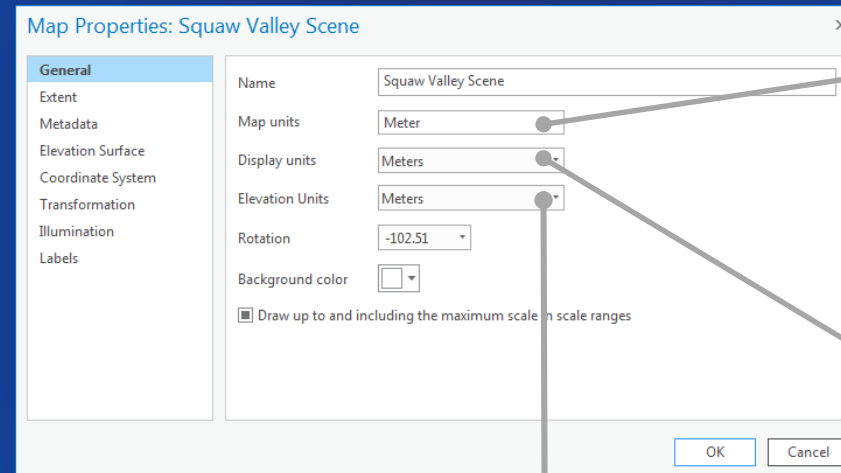 Map Properties: Squaw Valley Scene
General
Extent
Metadata
Elevation Surface
Coordinate System
Transformation
Illumination
Labels
Name Squaw Valley Scene
Map units Meter
Display units Meters
Elevation Units Meters
Rotation -102.51
Background color
Draw up to and including the maximum scale in scale ranges
OK Cancel